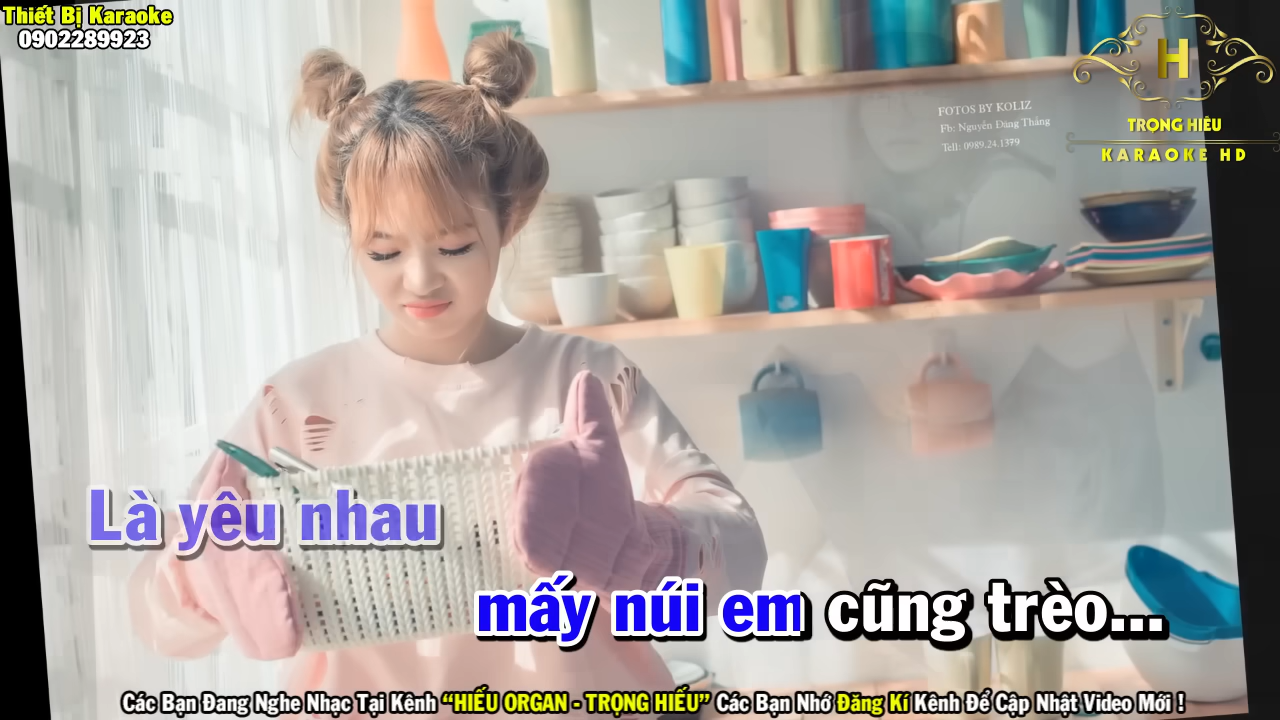 Thiết Bị Karaoke
0902289923
H
TRỌNG HIẾU
KARAOKE HD
FOTOS BY KOLIZ
Fb: Nguyễn Đăng Thắng
Tell: 0989.24.1379
Là yêu nhau
mấy núi em cũng trèo...
Các Bạn Đang Nghe Nhạc Tại Kênh “HIẾU ORGAN - TRỌNG HIẾU” Các Bạn Nhớ Đăng Kí Kênh Để Cập Nhật Video Mới !